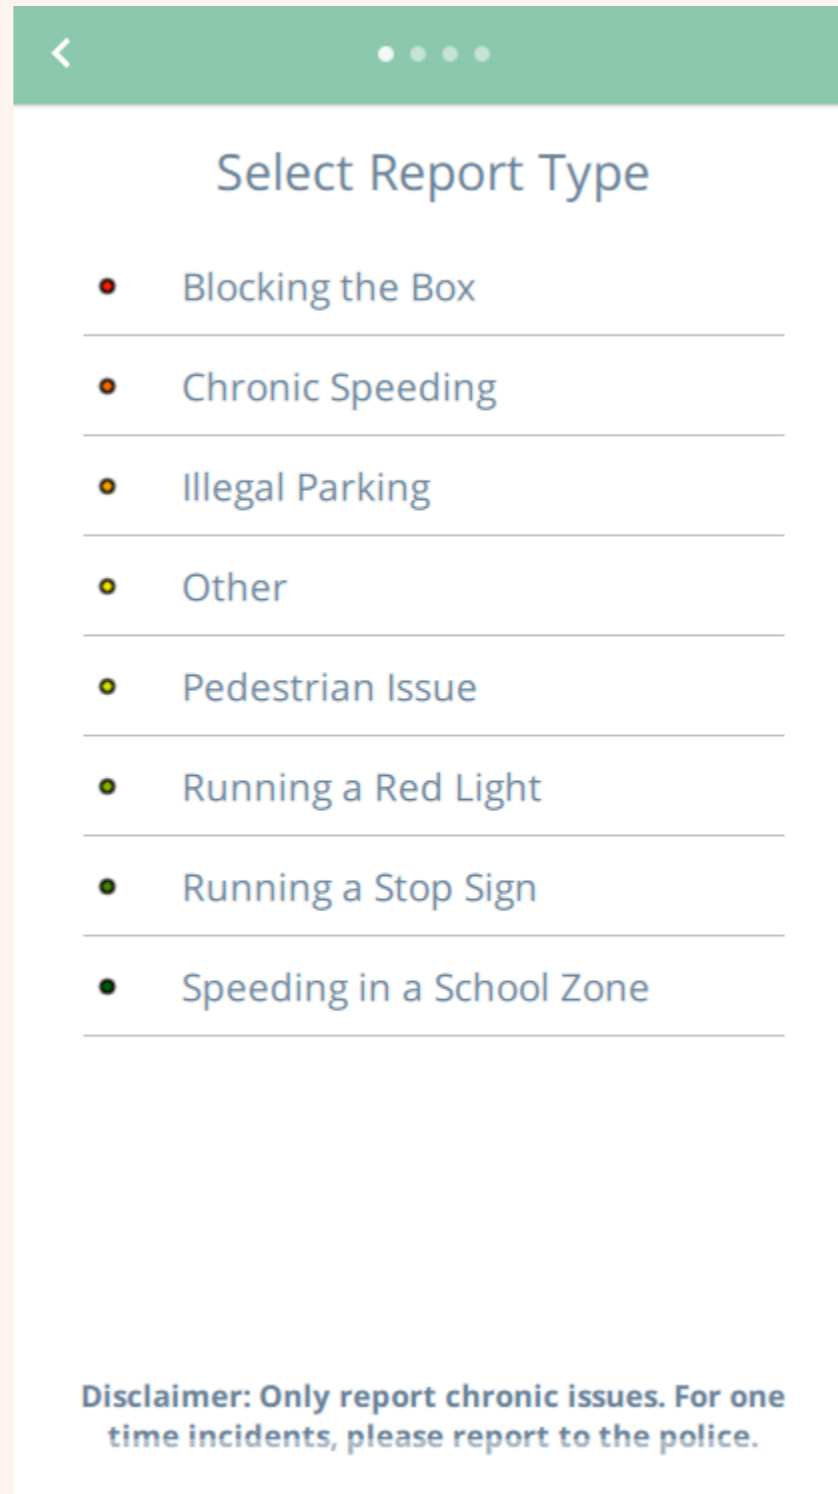 Select Report Type
Blocking the Box
Chronic Speeding
Illegal Parking
Other
Pedestrian Issue
Running a Red Light
Running a Stop Sign
Speeding in a School Zone
Disclaimer: Only report chronic issues. For one
time incidents, please report to the police.